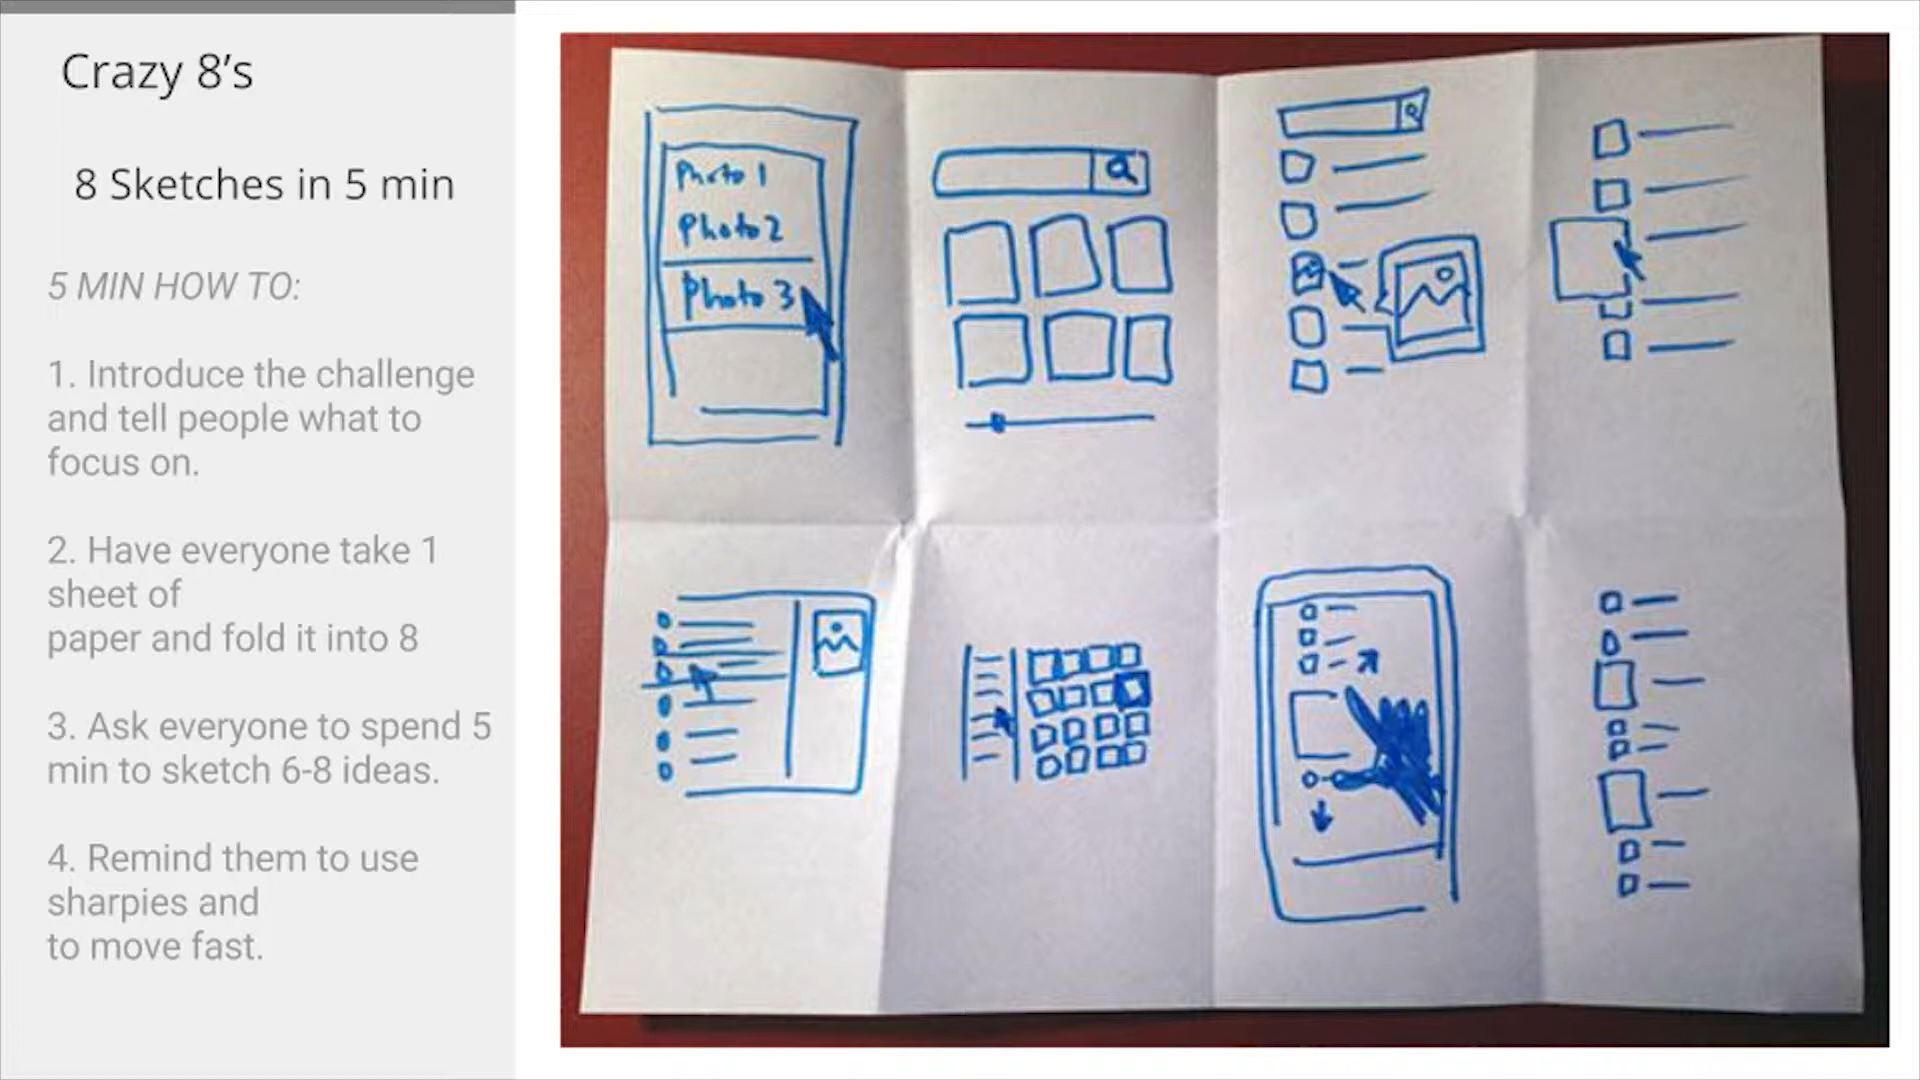 Crazy 8’s
8 Sketches in 5 min
5 MIN HOW TO:
1. Introduce the challenge
and tell people what to
focus on.
2. Have everyone take 1
sheet of
paper and fold it into 8
3. Ask everyone to spend 5
min to sketch 6-8 ideas.
4. Remind them to use
sharpies and
to move fast.
Photo 1
Photo 2
Photo 3